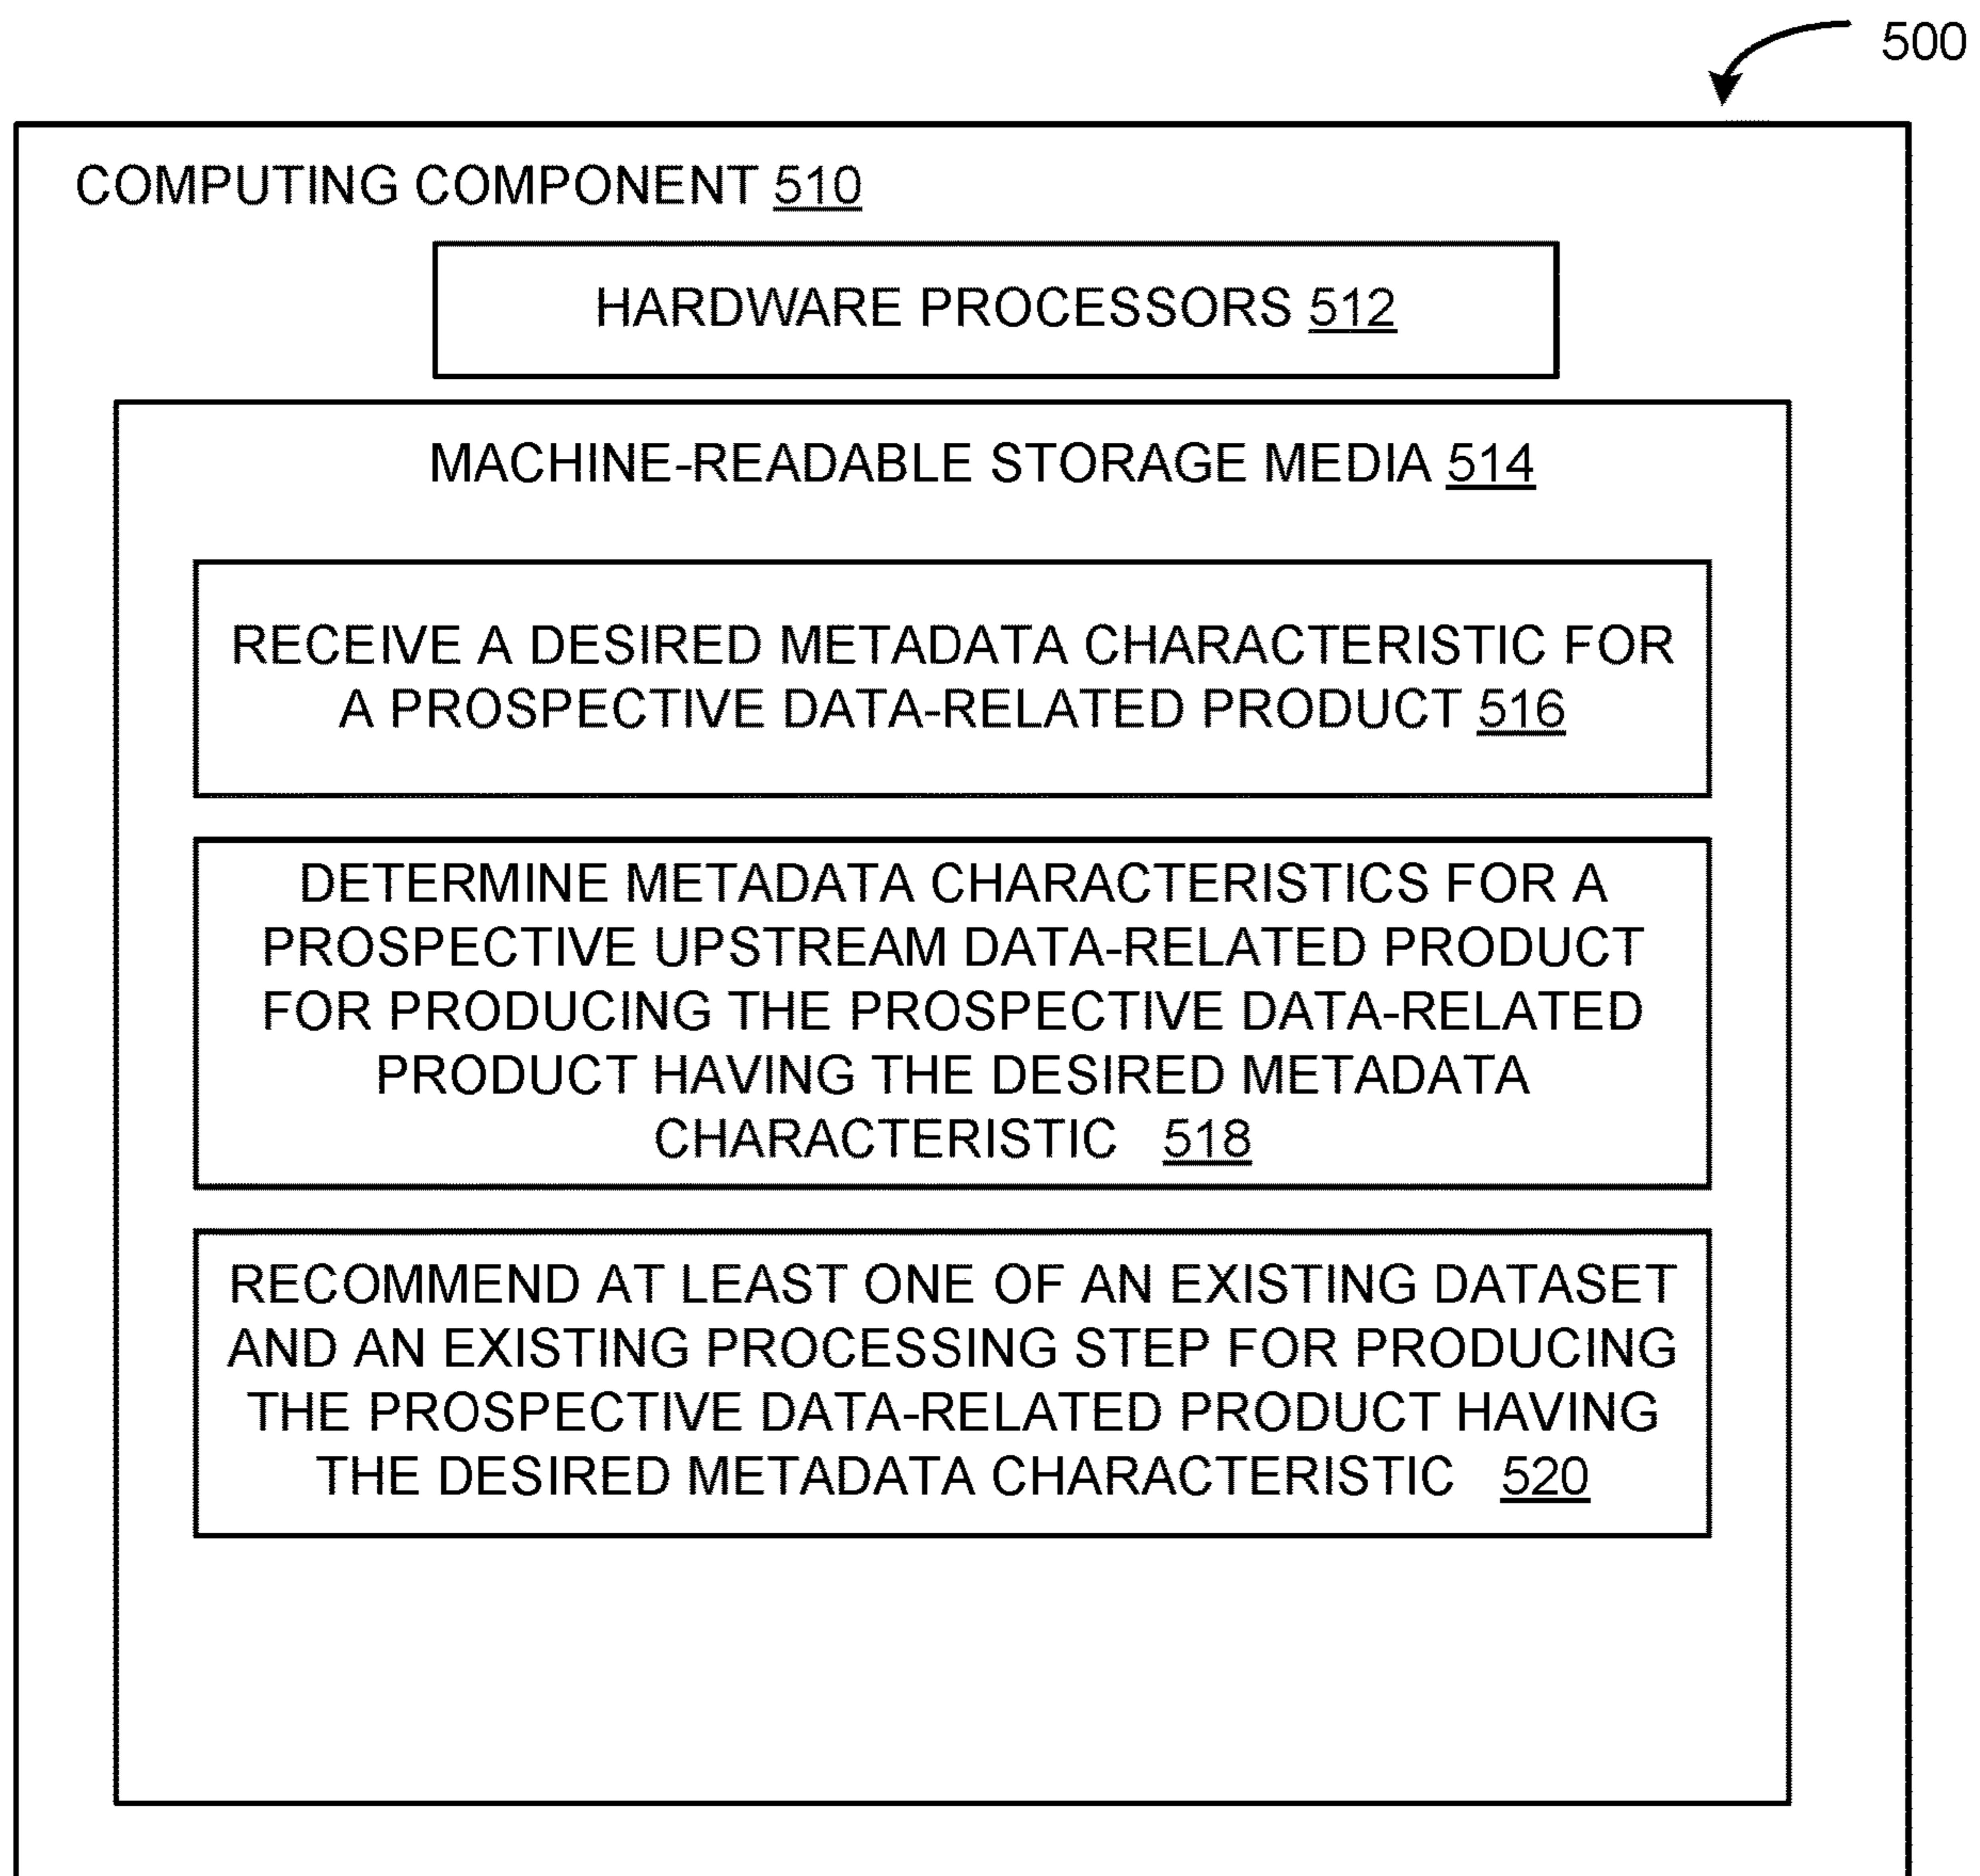 500
COMPUTING COMPONENT 510
HARDWARE PROCESSORS 512
MACHINE-READABLE STORAGE MEDIA 514
RECEIVE A DESIRED METADATA CHARACTERISTIC FOR
A PROSPECTIVE DATA-RELATED PRODUCT 516
DETERMINE METADATA CHARACTERISTICS FOR A
PROSPECTIVE UPSTREAM DATA-RELATED PRODUCT
FOR PRODUCING THE PROSPECTIVE DATA-RELATED
PRODUCT HAVING THE DESIRED METADATA
CHARACTERISTIC 518
RECOMMEND AT LEAST ONE OF AN EXISTING DATASET
AND AN EXISTING PROCESSING STEP FOR PRODUCING
THE PROSPECTIVE DATA-RELATED PRODUCT HAVING
THE DESIRED METADATA CHARACTERISTIC 520